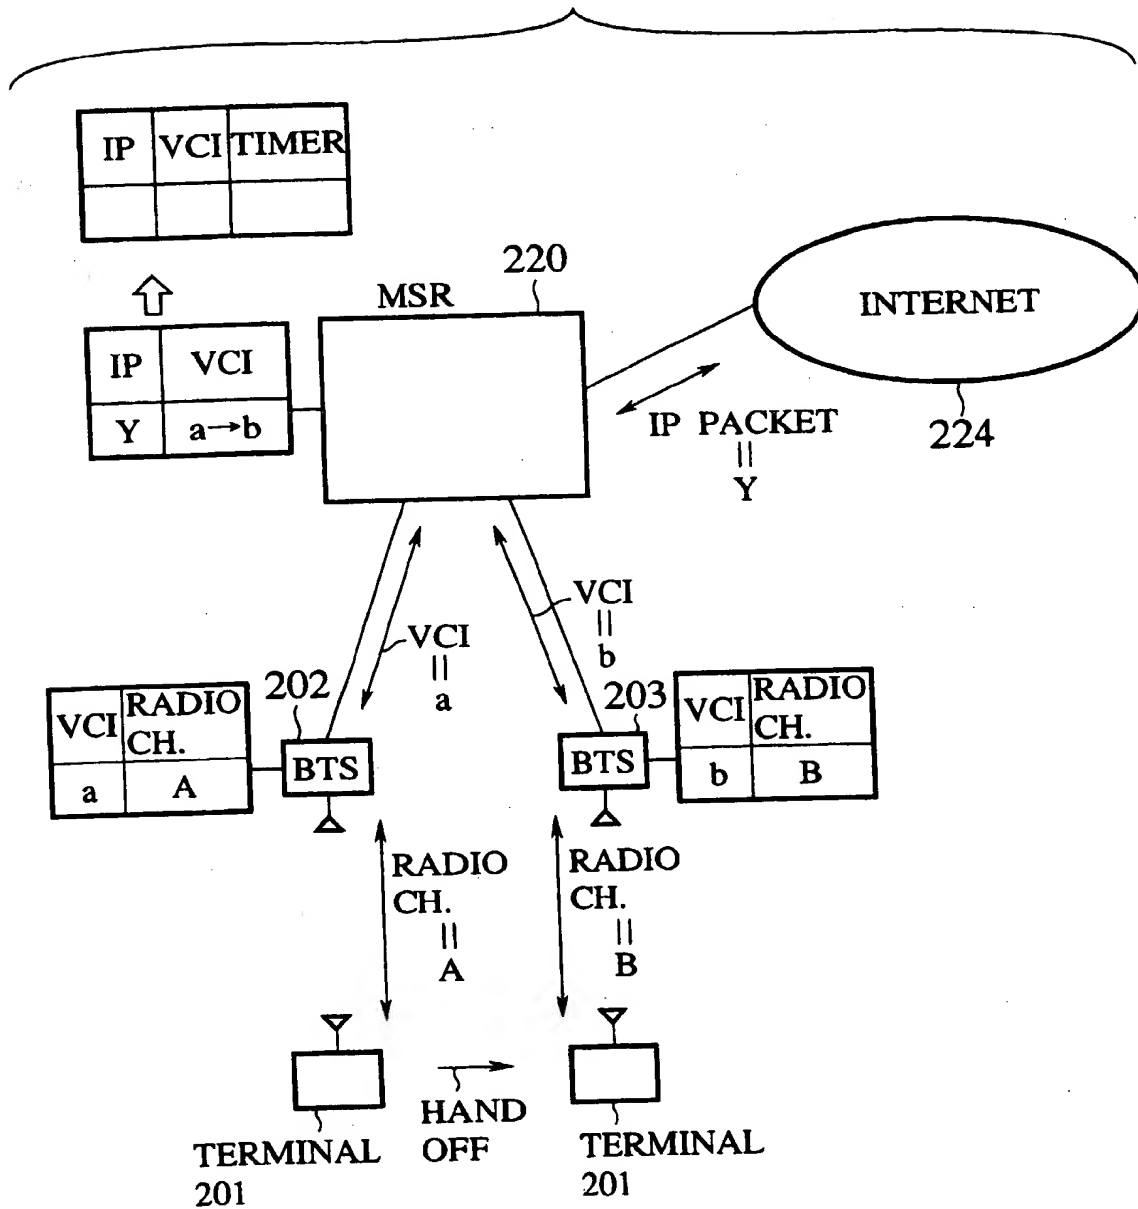 IP VCI TIMER
220
MSR
INTERNET
IP VCI
Y a→b
IP PACKET
||
Y
224
VCI
||
b
VCI
||
a
202
203
VCI RADIO CH.
a A
BTS
BTS
VCI RADIO CH.
b B
RADIO
CH.
||
A
RADIO
CH.
||
B
HAND
OFF
TERMINAL
201
TERMINAL
201